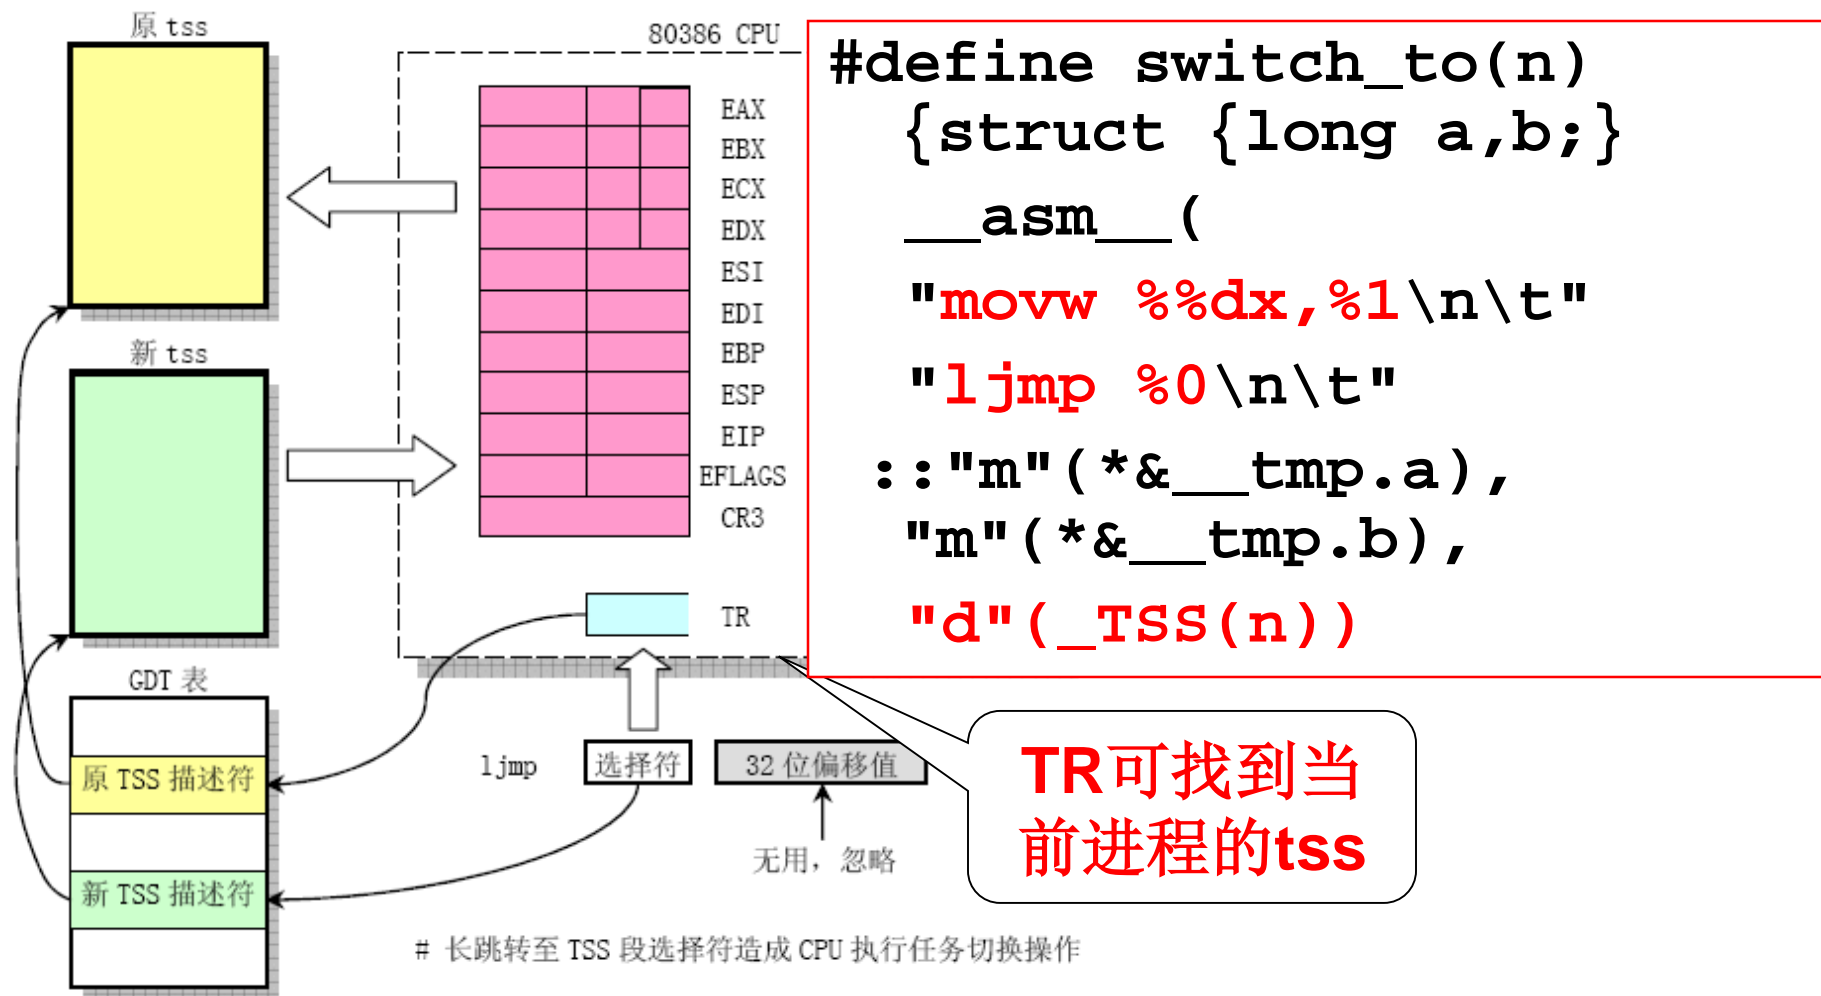 原 tss
80386 CPU
EAX
EBX
ECX
EDX
ESI
EDI
EBP
ESP
EIP
EFLAGS
CR3
TR
新 tss
GDT 表
原 TSS 描述符
新 TSS 描述符
ljmp
选择符
32 位偏移值
无用，忽略
# 长跳转至 TSS 段选择符造成 CPU 执行任务切换操作
#define switch_to(n)
{struct {long a,b;}
__asm__(
"movw %%dx,%1\n\t"
"ljmp %0\n\t"
::"m"(*&__tmp.a),
"m"(*&__tmp.b),
"d"(_TSS(n))
TR可找到当
前进程的tss